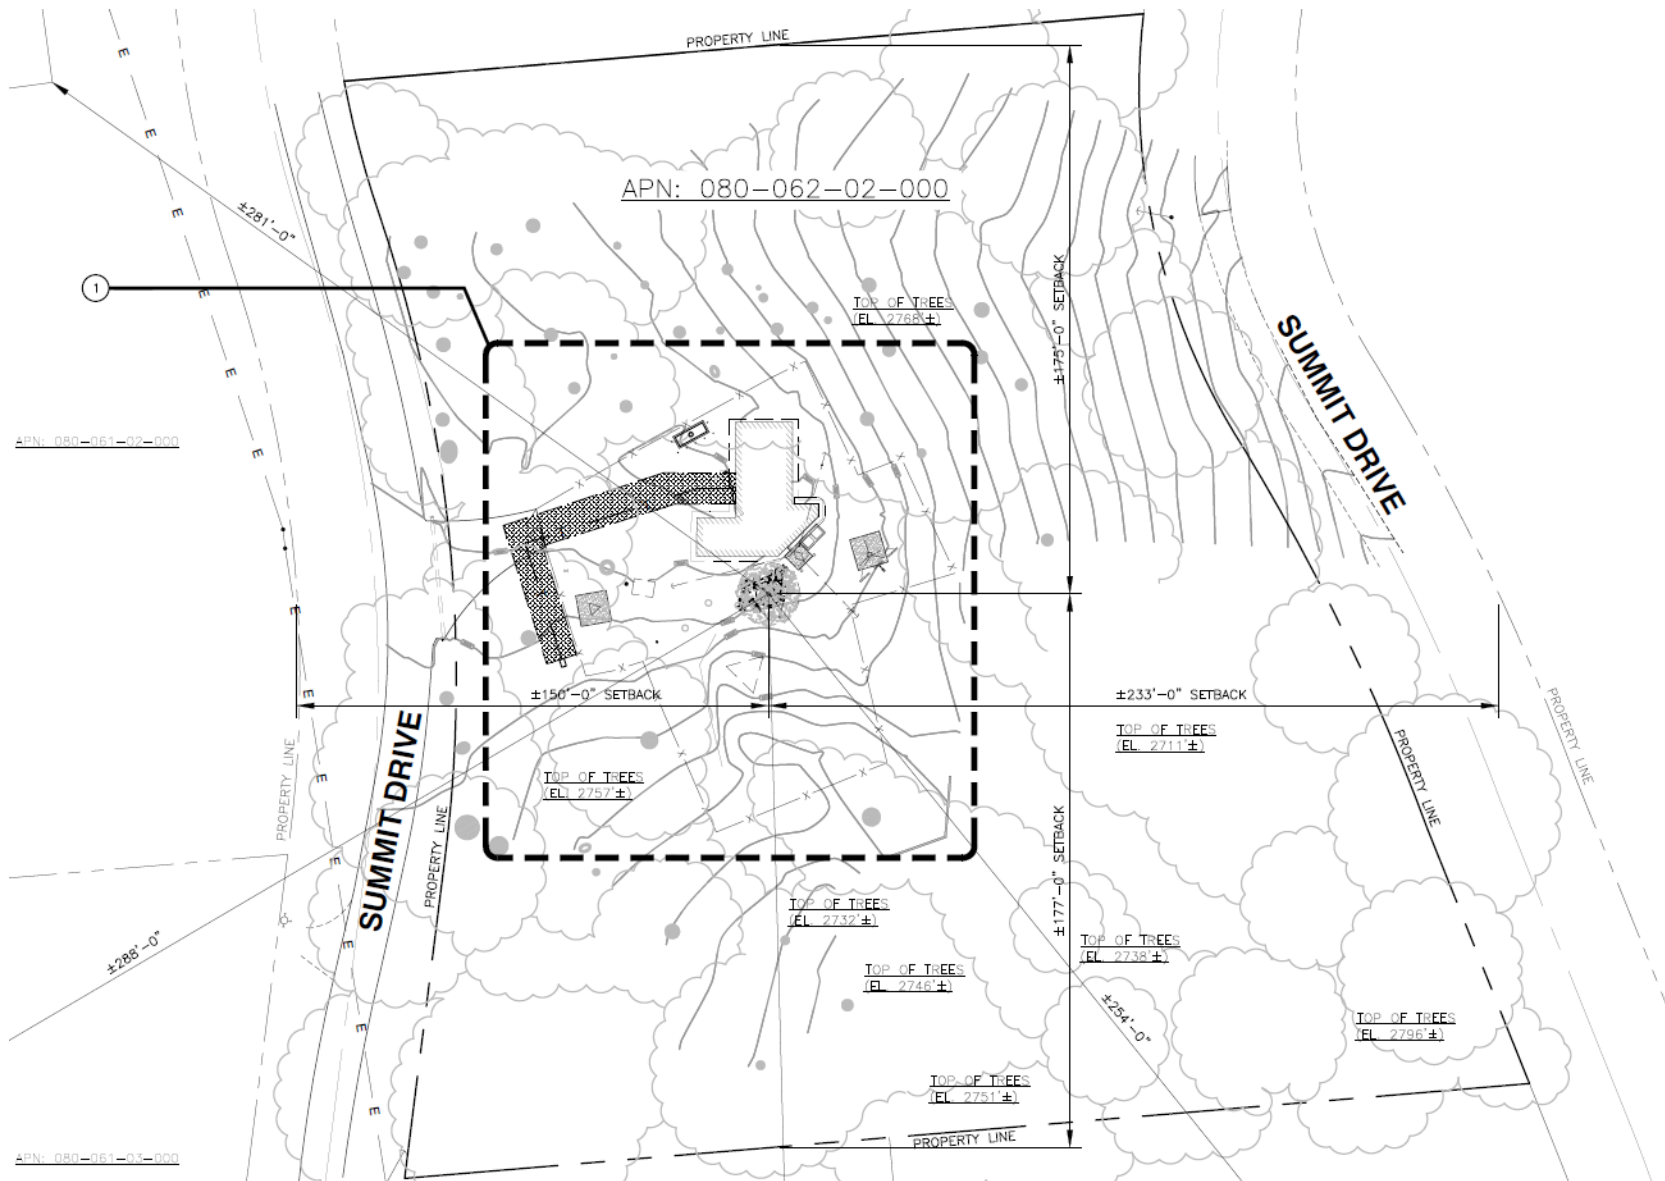 PROPERTY LINE
APN: 080-062-02-000
±281'-0"
1
TOP OF TREES
(EL. 2768'±)
±175'-0" SETBACK
SUMMIT DRIVE
APN: 080-061-02-000
±150'-0" SETBACK
±233'-0" SETBACK
TOP OF TREES
(EL. 2711'±)
PROPERTY LINE
PROPERTY LINE
PROPERTY LINE
SUMMIT DRIVE
PROPERTY LINE
TOP OF TREES
(EL. 2757'±)
±177'-0" SETBACK
TOP OF TREES
(EL. 2732'±)
±288'-0"
TOP OF TREES
(EL. 2738'±)
TOP OF TREES
(EL. 2746'±)
±254'-0"
TOP OF TREES
(EL. 2796'±)
TOP OF TREES
(EL. 2751'±)
PROPERTY LINE
APN: 080-061-03-000
E
E
E
E
E
E
E
E
E
E
E
E
E